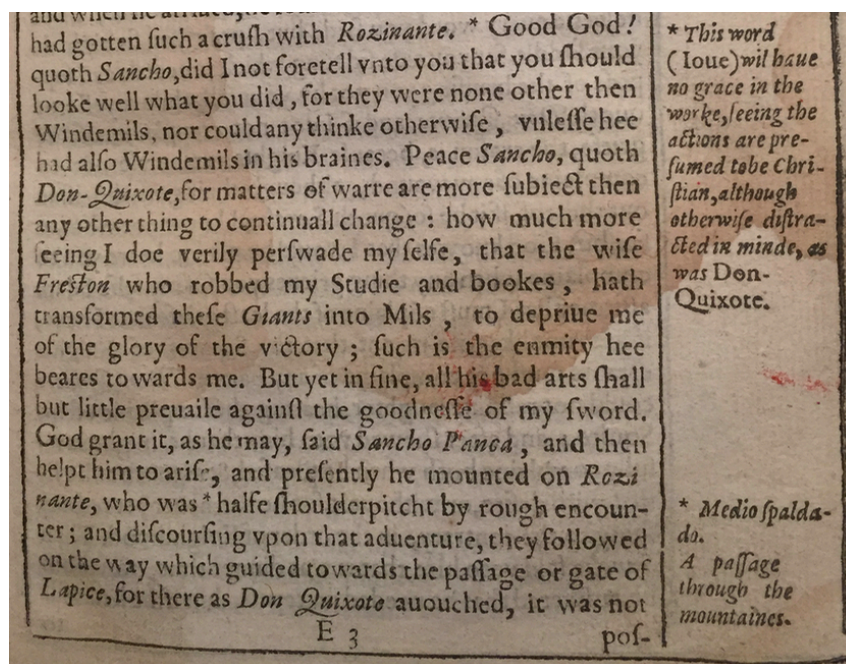 had gotten ſuch a cruſh with Rozinante. * Good God!
quoth Sancho, did I not foretell vnto you that you ſhould
looke well what you did, for they were none other then
Windemils, nor could any thinke otherwiſe, vnleſſe hee
had alſo Windemils in his braines. Peace Sancho, quoth
Don-Quixote, for matters of warre are more ſubiect then
any other thing to continuall change: how much more
ſeeing I doe verily perſwade my ſelfe, that the wiſe
Freſton who robbed my Studie and bookes, hath
transformed theſe Giants into Mils, to depriue me
of the glory of the victory; ſuch is the enmity hee
beares towards me. But yet in fine, all his bad arts ſhall
but little preuaile againſt the goodneſſe of my ſword.
God grant it, as he may, ſaid Sancho Panca, and then
helpt him to ariſe, and preſently he mounted on Rozi
nante, who was * halfe ſhoulderpitcht by rough encoun-
ter; and diſcourſing vpon that aduenture, they followed
on the way which guided towards the paſſage or gate of
Lapice, for there as Don Quixote auouched, it was not
E 3
poſ-
* This word
(Ioue) wil haue
no grace in the
worke, ſeeing the
actions are pre-
ſumed to be Chri-
ſtian, although
otherwiſe diſtra-
cted in minde, as
was Don-
Quixote.
* Medio ſpalda-
do.
A paſſage
through the
mountaines.